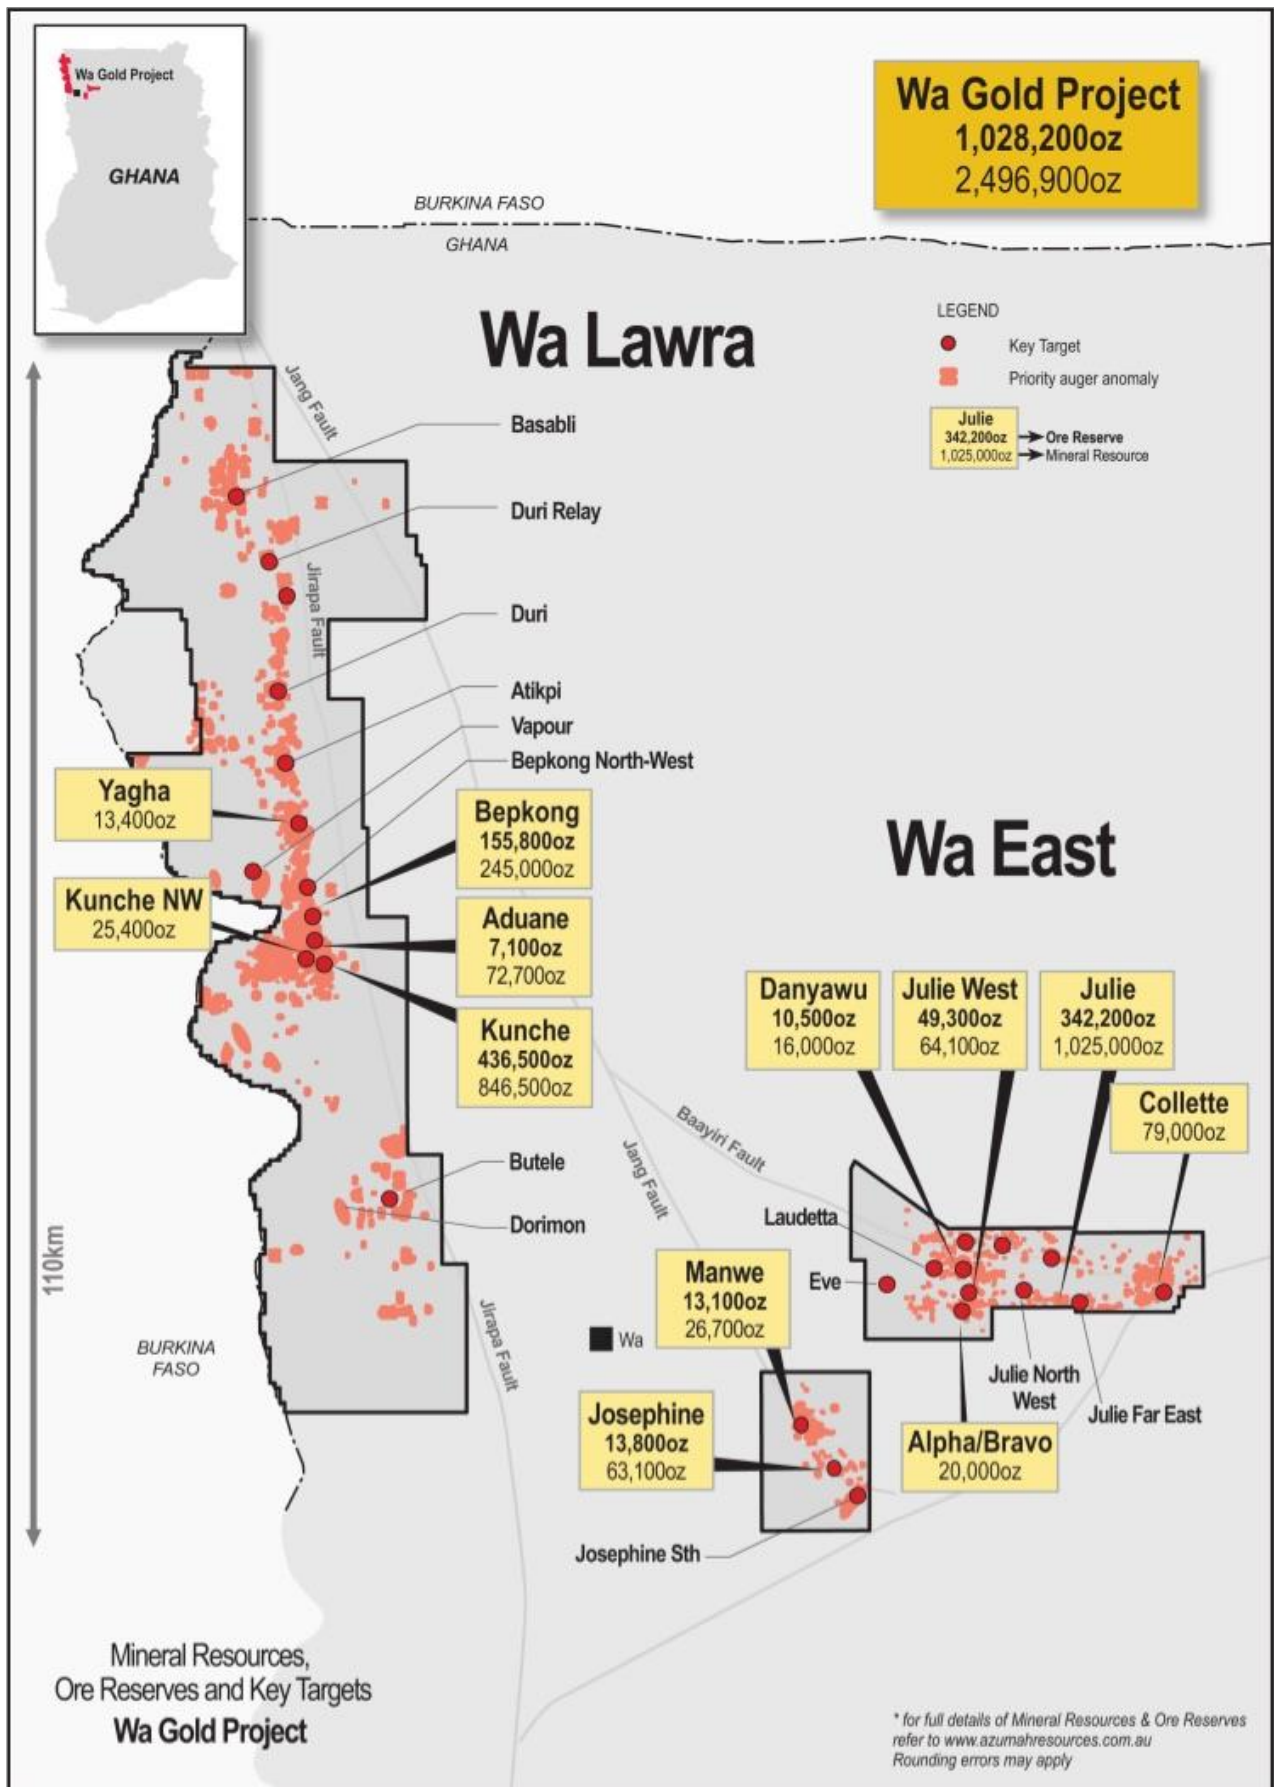 Wa Gold Project
GHANA
Wa Gold Project
1,028,200oz
2,496,900oz
BURKINA FASO
GHANA
Wa Lawra
LEGEND
Key Target
Priority auger anomaly
Julie
342,200oz
Ore Reserve
1,025,000oz
Mineral Resource
Jang Fault
Basabli
Duri Relay
Jirapa Fault
Duri
Atikpi
Vapour
Bepkong North-West
Yagha
13,400oz
Bepkong
155,800oz
245,000oz
Wa East
Kunche NW
25,400oz
Aduane
7,100oz
72,700oz
Kunche
436,500oz
846,500oz
Danyawu
10,500oz
16,000oz
Julie West
49,300oz
64,100oz
Julie
342,200oz
1,025,000oz
Collette
79,000oz
Baayiri Fault
Jang Fault
Butele
Dorimon
Laudetta
Eve
110km
Manwe
13,100oz
26,700oz
Wa
BURKINA
FASO
Jirapa Fault
Julie North
West
Julie Far East
Josephine
13,800oz
63,100oz
Alpha/Bravo
20,000oz
Josephine Sth
Mineral Resources,
Ore Reserves and Key Targets
Wa Gold Project
* for full details of Mineral Resources & Ore Reserves
refer to www.azumahresources.com.au
Rounding errors may apply